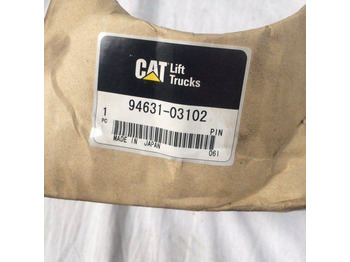 CAT Lift
Trucks
94631-03102
1
PC
PIN
MADE IN JAPAN
061